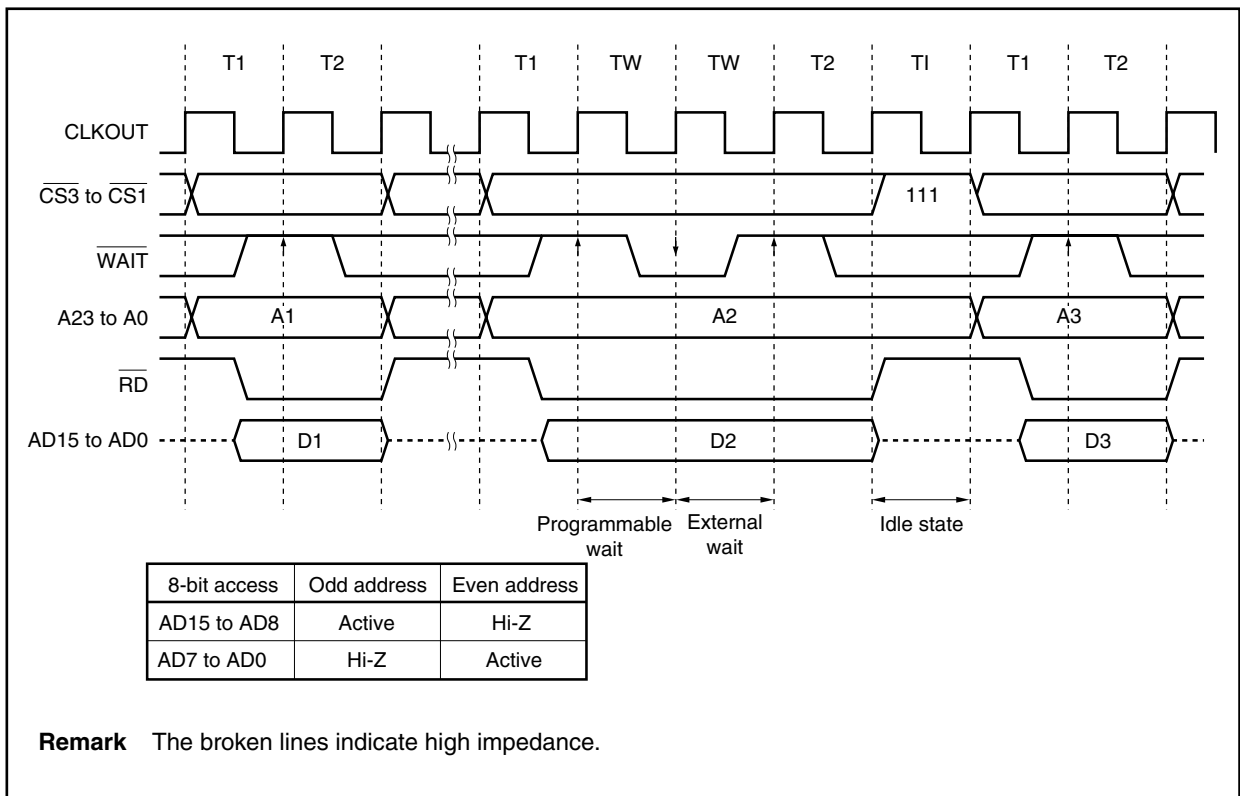 T1 T2 T1 TW TW T2 TI T1 T2
CLKOUT
CS3 to CS1 111
WAIT
A23 to A0 A1 A2 A3
RD
AD15 to AD0 D1 D2 D3
Programmable wait External wait Idle state
8-bit access Odd address Even address
AD15 to AD8 Active Hi-Z
AD7 to AD0 Hi-Z Active
Remark The broken lines indicate high impedance.